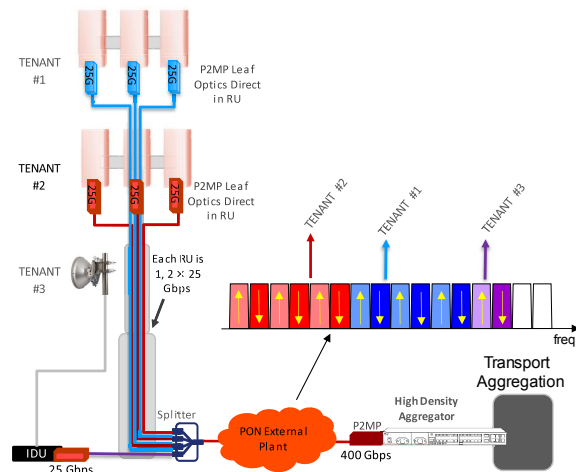 TENANT
#1
25G
25G
25G
P2MP Leaf
Optics Direct
in RU
TENANT
#2
25G
25G
25G
P2MP Leaf
Optics Direct
in RU
TENANT #2
TENANT #1
TENANT #3
TENANT
#3
Each RU is
1, 2 × 25
Gbps
freq
Splitter
PON External
Plant
P2MP
400 Gbps
High Density
Aggregator
Transport
Aggregation
IDU
25 Gbps